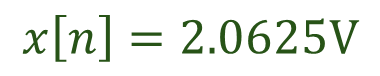 x[n] = 2.0625V